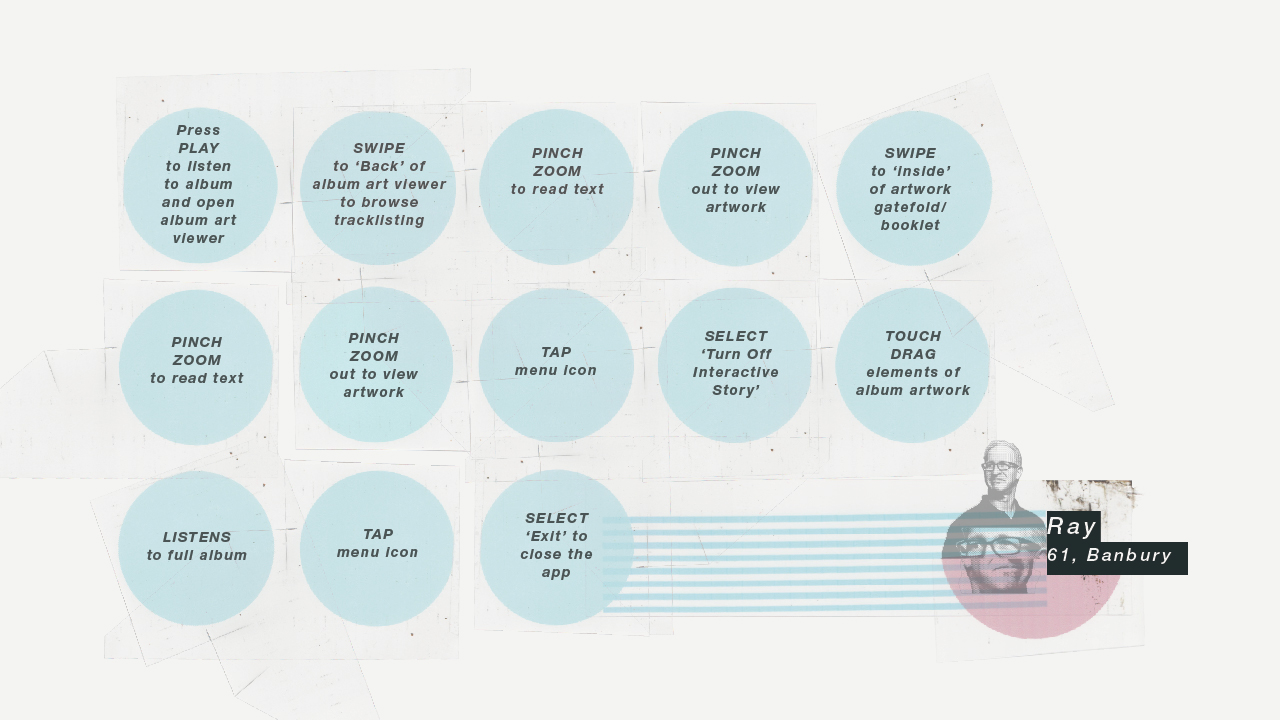 Press
PLAY
to listen
to album
and open
album art
viewer
SWIPE
to ‘Back’ of
album art viewer
to browse
tracklisting
PINCH
ZOOM
to read text
PINCH
ZOOM
out to view
artwork
SWIPE
to ‘Inside’
of artwork
gatefold/
booklet
PINCH
ZOOM
to read text
PINCH
ZOOM
out to view
artwork
TAP
menu icon
SELECT
‘Turn Off
Interactive
Story’
TOUCH
DRAG
elements of
album artwork
LISTENS
to full album
TAP
menu icon
SELECT
‘Exit’ to
close the
app
Ray
61, Banbury